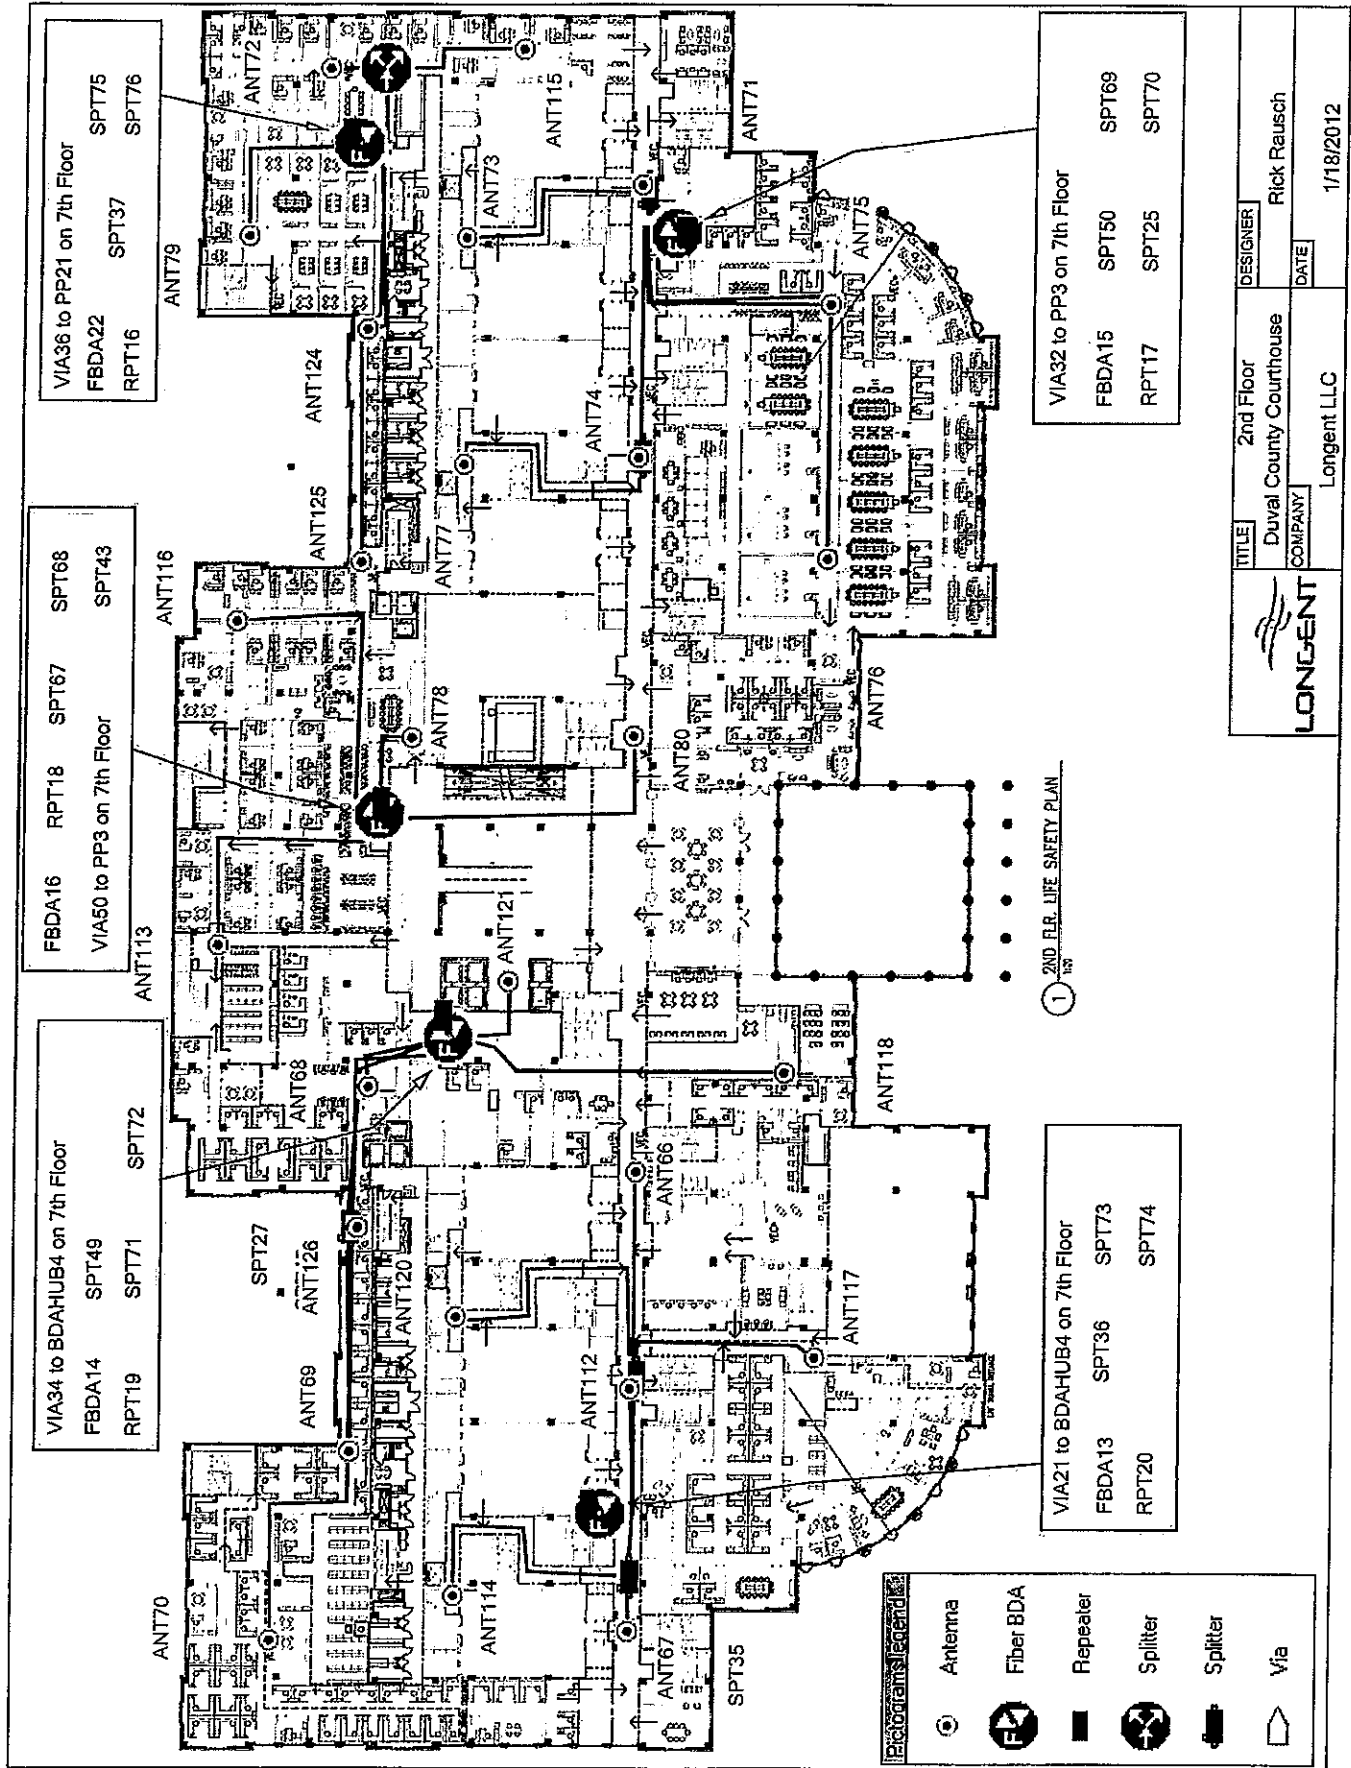 VIA34 to BDAHUB4 on 7th Floor
FBDA14 SPT49
RPT19 SPT71 SPT72
FBDA16 RPT18 SPT67 SPT68
VIA50 to PP3 on 7th Floor SPT43
VIA36 to PP21 on 7th Floor
FBDA22 SPT75
RPT16 SPT37 SPT76
ANT70
ANT69
ANT126
SPT27
ANT68
ANT113
ANT116
ANT125
ANT124
ANT79
ANT72
ANT120
ANT121
ANT78
ANT77
ANT73
ANT115
ANT114
ANT112
ANT66
ANT80
ANT74
ANT71
ANT67
SPT35
ANT117
ANT118
ANT76
ANT75
VIA21 to BDAHUB4 on 7th Floor
FBDA13 SPT36 SPT73
RPT20 SPT74
VIA32 to PP3 on 7th Floor
FBDA15 SPT50 SPT69
RPT17 SPT25 SPT70
1 2ND FLR. LIFE SAFETY PLAN
Pictograms legend
Antenna
Fiber BDA
Repeater
Splitter
Splitter
Via
LONGENT
TITLE 2nd Floor
Duval County Courthouse
DESIGNER Rick Rausch
COMPANY Longent LLC
DATE 1/18/2012